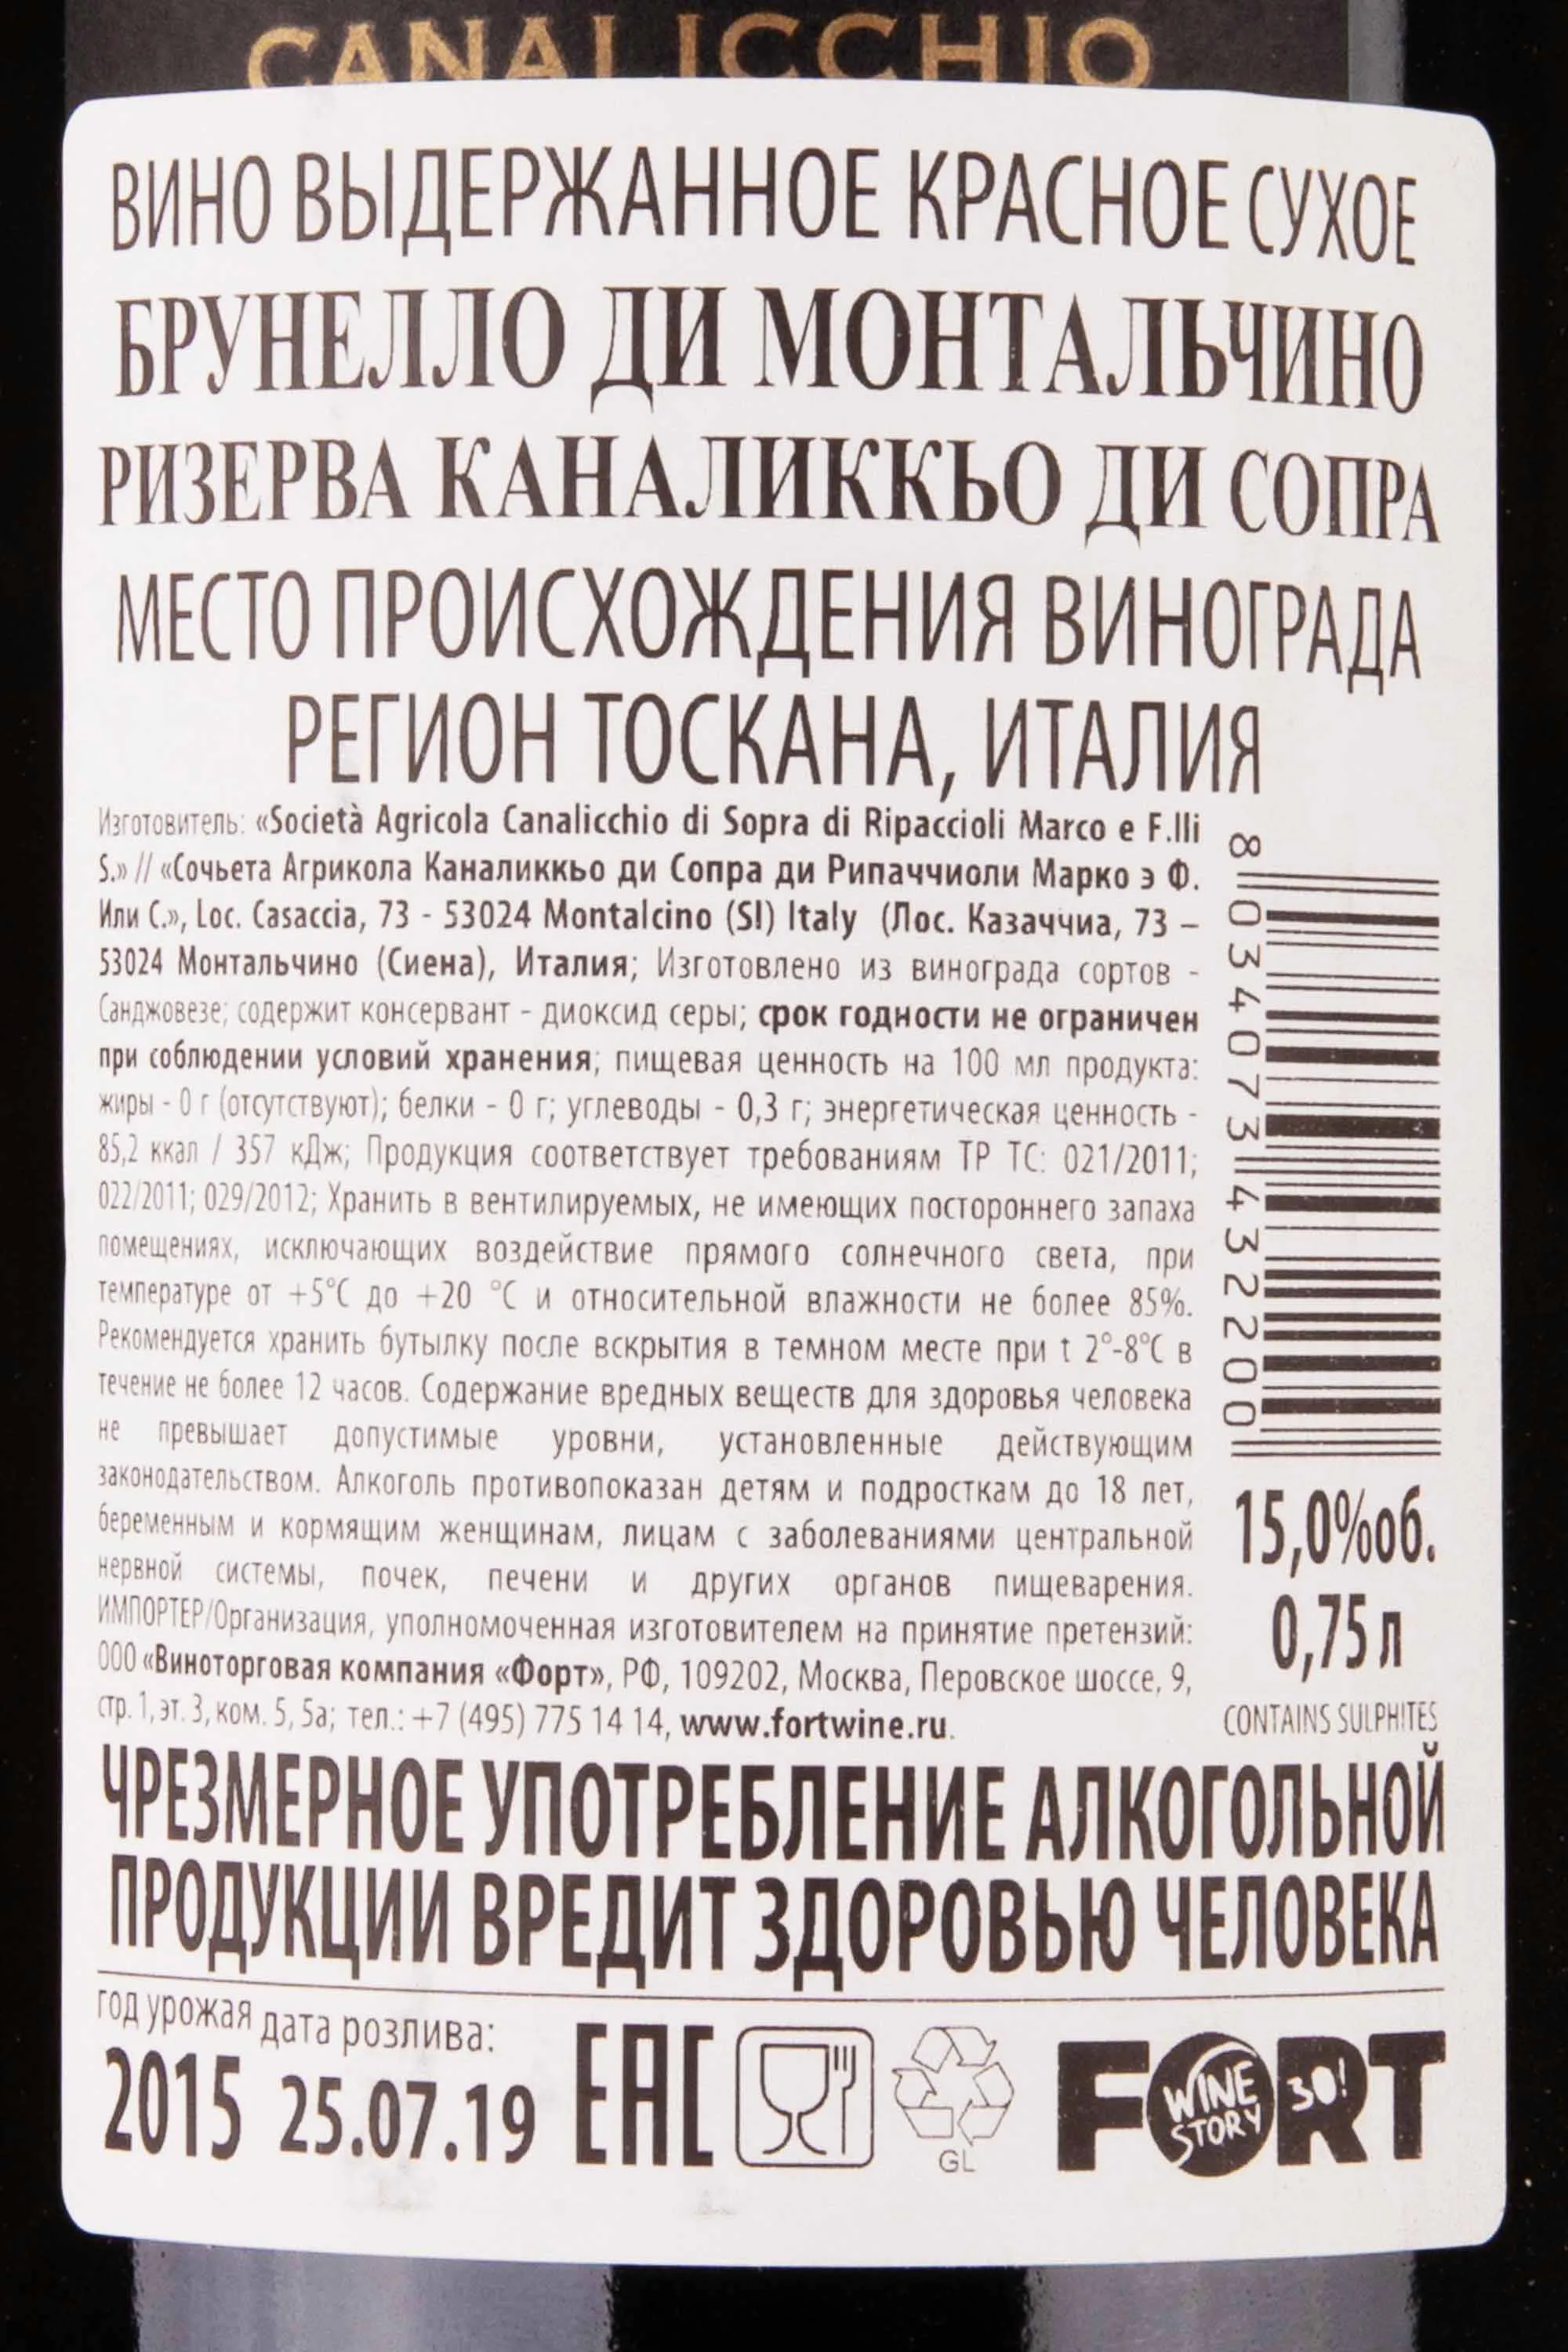 CANALICCHIO
ВИНО ВЫДЕРЖАННОЕ КРАСНОЕ СУХОЕ
БРУНЕЛЛО ДИ МОНТАЛЬЧИНО
РИЗЕРВА КАНАЛИККЬО ДИ СОПРА
МЕСТО ПРОИСХОЖДЕНИЯ ВИНОГРАДА
РЕГИОН ТОСКАНА, ИТАЛИЯ
Изготовитель: «Società Agricola Canalicchio di Sopra di Ripaccioli Marco e F.lli
S.» // «Сочьета Агрикола Каналиккьо ди Сопра ди Рипаччиоли Марко э Ф.
Или С.», Loc. Casaccia, 73 - 53024 Montalcino (SI) Italy (Лос. Казаччиа, 73 –
53024 Монтальчино (Сиена), Италия; Изготовлено из винограда сортов -
Санджовезе; содержит консервант - диоксид серы; срок годности не ограничен
при соблюдении условий хранения; пищевая ценность на 100 мл продукта:
жиры - 0 г (отсутствуют); белки - 0 г; углеводы - 0,3 г; энергетическая ценность -
85,2 ккал / 357 кДж; Продукция соответствует требованиям ТР ТС: 021/2011;
022/2011; 029/2012; Хранить в вентилируемых, не имеющих постороннего запаха
помещениях, исключающих воздействие прямого солнечного света, при
температуре от +5°С до +20 °С и относительной влажности не более 85%.
Рекомендуется хранить бутылку после вскрытия в темном месте при t 2°-8°С в
течение не более 12 часов. Содержание вредных веществ для здоровья человека
не превышает допустимые уровни, установленные действующим
законодательством. Алкоголь противопоказан детям и подросткам до 18 лет,
беременным и кормящим женщинам, лицам с заболеваниями центральной
нервной системы, почек, печени и других органов пищеварения.
ИМПОРТЕР/Организация, уполномоченная изготовителем на принятие претензий:
ООО «Виноторговая компания «Форт», РФ, 109202, Москва, Перовское шоссе, 9,
стр. 1, эт. 3, ком. 5, 5а; тел.: +7 (495) 775 14 14, www.fortwine.ru.
8 034073 432200
15,0%об.
0,75 л
CONTAINS SULPHITES
ЧРЕЗМЕРНОЕ УПОТРЕБЛЕНИЕ АЛКОГОЛЬНОЙ
ПРОДУКЦИИ ВРЕДИТ ЗДОРОВЬЮ ЧЕЛОВЕКА
год урожая дата розлива:
2015 25.07.19 EAC
GL
FORT
WINE STORY 30!